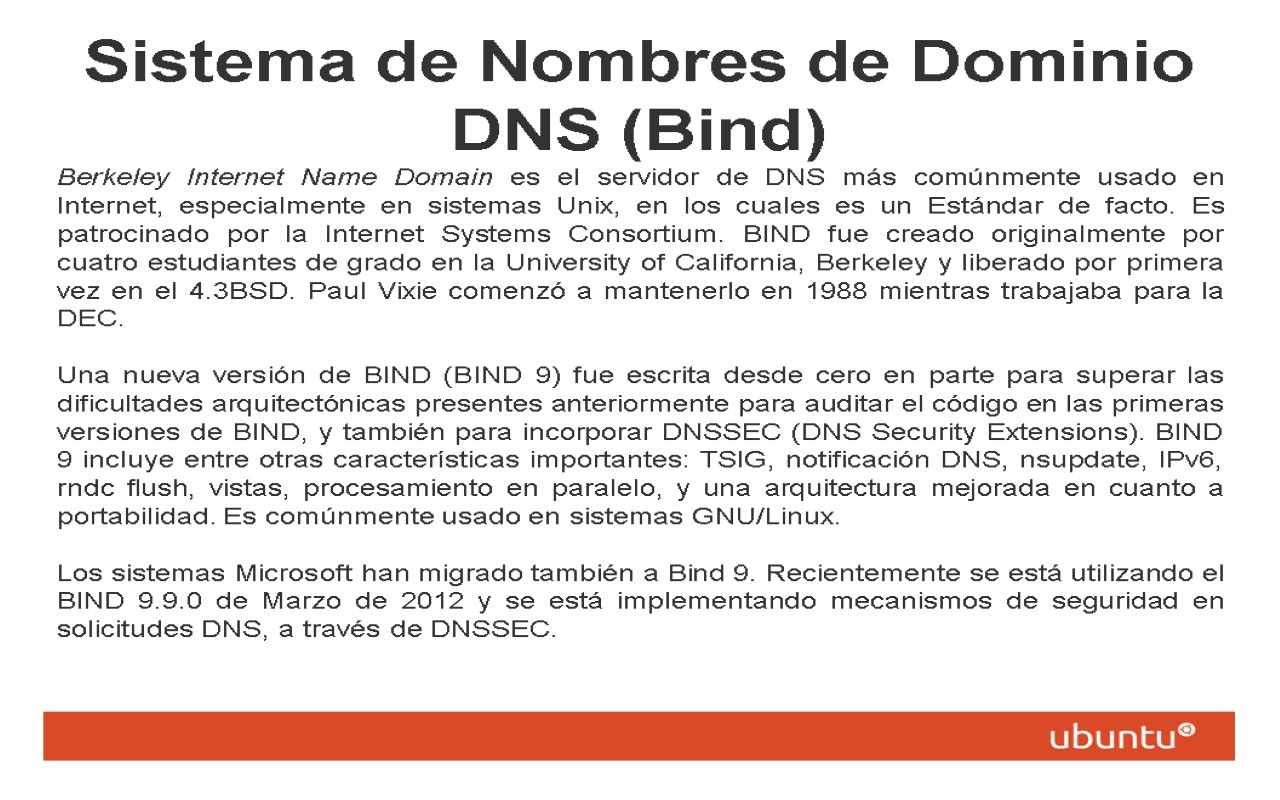 Sistema de Nombres de Dominio
DNS (Bind)
Berkeley Internet Name Domain es el servidor de DNS más comúnmente usado en
Internet, especialmente en sistemas Unix, en los cuales es un Estándar de facto. Es
patrocinado por la Internet Systems Consortium. BIND fue creado originalmente por
cuatro estudiantes de grado en la University of California, Berkeley y liberado por primera
vez en el 4.3BSD. Paul Vixie comenzó a mantenerlo en 1988 mientras trabajaba para la
DEC.
Una nueva versión de BIND (BIND 9) fue escrita desde cero en parte para superar las
dificultades arquitectónicas presentes anteriormente para auditar el código en las primeras
versiones de BIND, y también para incorporar DNSSEC (DNS Security Extensions). BIND
9 incluye entre otras características importantes: TSIG, notificación DNS, nsupdate, IPv6,
rndc flush, vistas, procesamiento en paralelo, y una arquitectura mejorada en cuanto a
portabilidad. Es comúnmente usado en sistemas GNU/Linux.
Los sistemas Microsoft han migrado también a Bind 9. Recientemente se está utilizando el
BIND 9.9.0 de Marzo de 2012 y se está implementando mecanismos de seguridad en
solicitudes DNS, a través de DNSSEC.
ubuntu